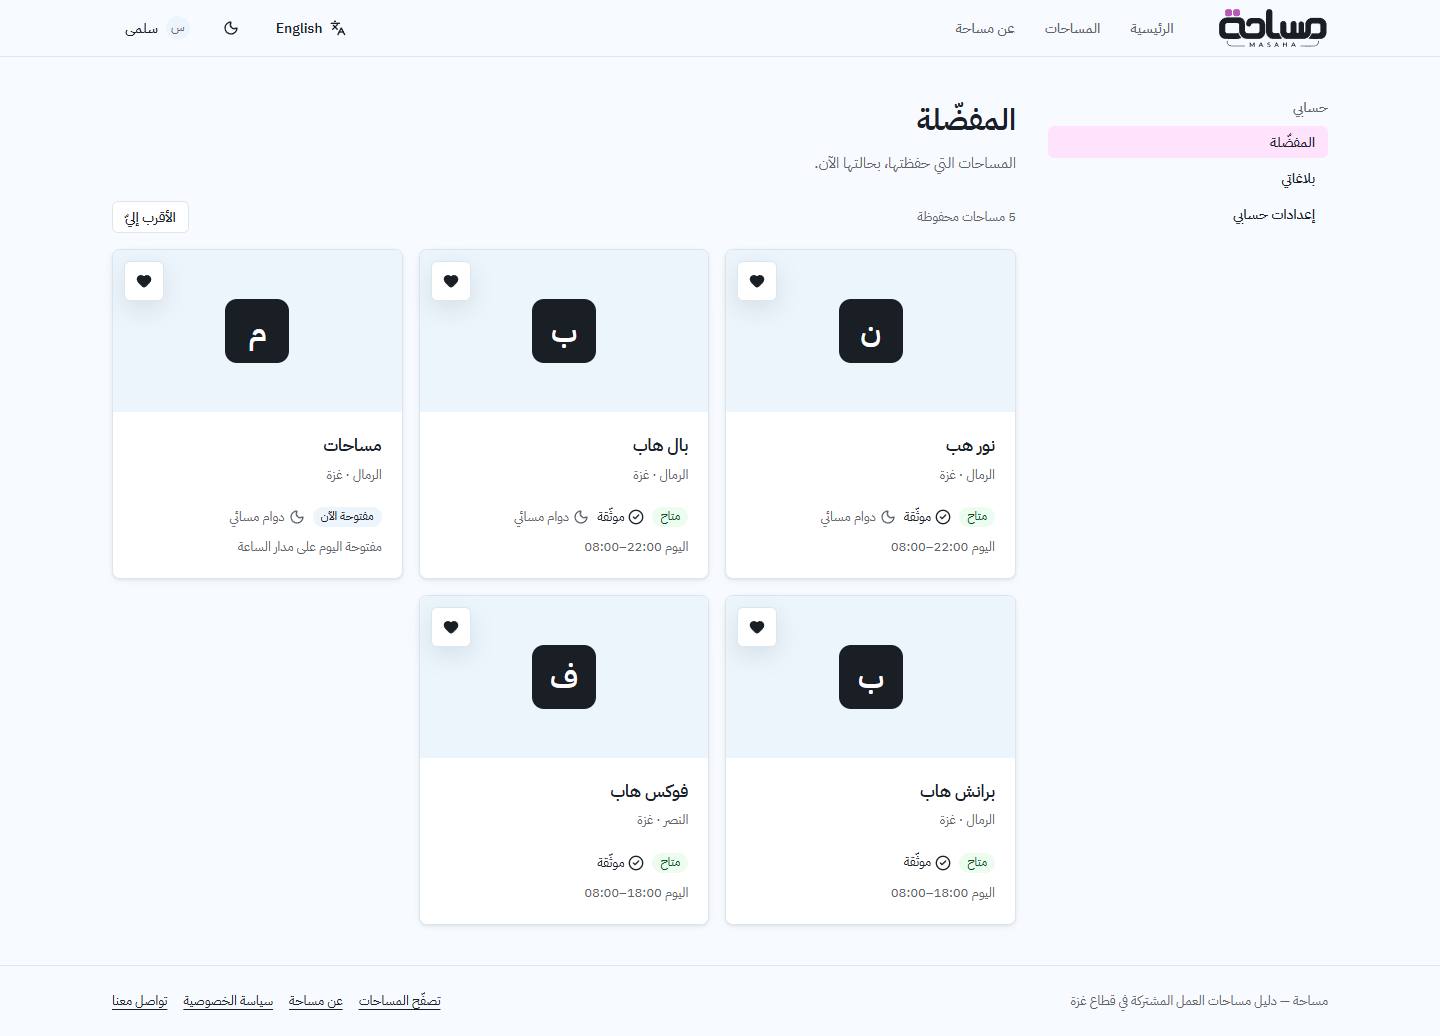 مساحة
MASAHA
الرئيسية
المساحات
عن مساحة
English
س
سلمى
حسابي
المفضّلة
بلاغاتي
إعدادات حسابي
المفضّلة
المساحات التي حفظتها، بحالتها الآن.
5 مساحات محفوظة
الأقرب إليّ
ن
نور هب
الرمال · غزة
متاح موثّقة دوام مسائي
اليوم 08:00–22:00
ب
بال هاب
الرمال · غزة
متاح موثّقة دوام مسائي
اليوم 08:00–22:00
م
مساحات
الرمال · غزة
مفتوحة الآن دوام مسائي
مفتوحة اليوم على مدار الساعة
ب
برانش هاب
الرمال · غزة
متاح موثّقة
اليوم 08:00–18:00
ف
فوكس هاب
النصر · غزة
متاح موثّقة
اليوم 08:00–18:00
مساحة — دليل مساحات العمل المشتركة في قطاع غزة
تصفّح المساحات
عن مساحة
سياسة الخصوصية
تواصل معنا